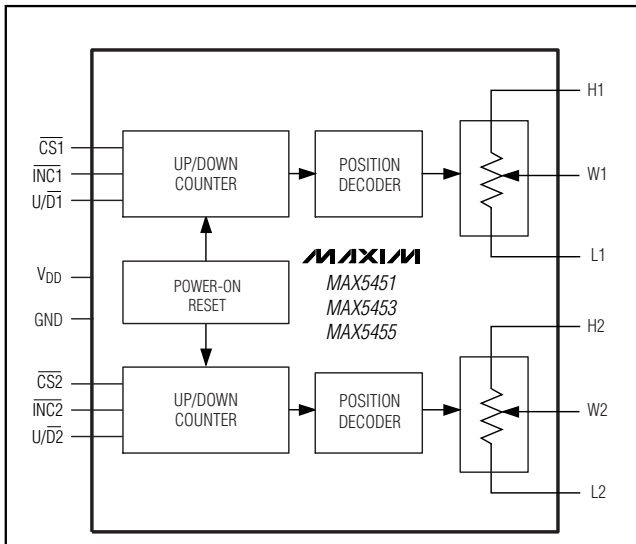 H1
CS1
INC1
U/D1
UP/DOWN
COUNTER
POSITION
DECODER
W1
L1
VDD
GND
POWER-ON
RESET
MAXIM
MAX5451
MAX5453
MAX5455
H2
CS2
INC2
U/D2
UP/DOWN
COUNTER
POSITION
DECODER
W2
L2